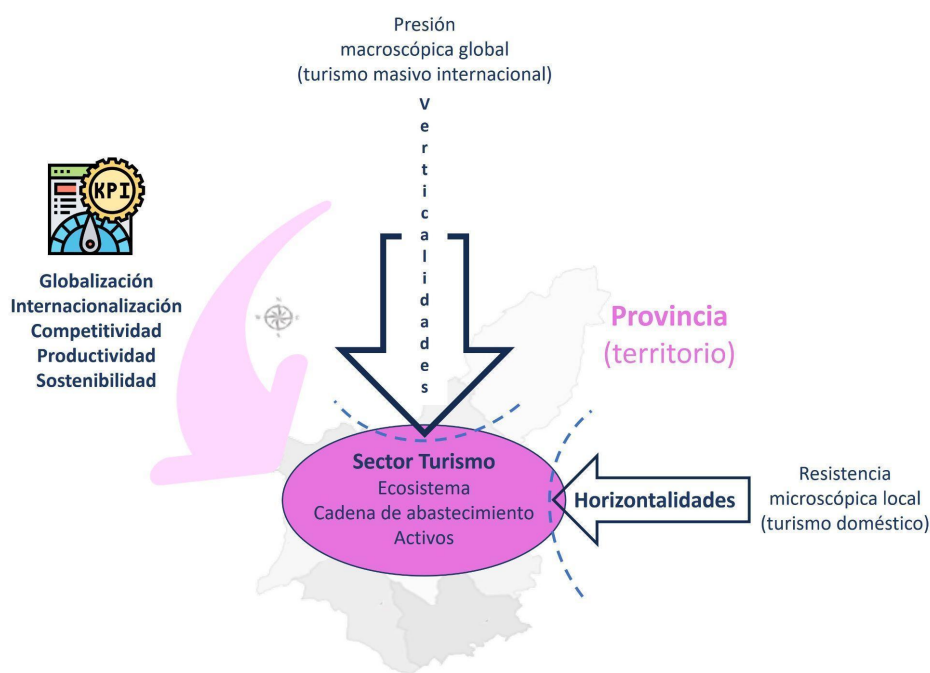 Presión
macroscópica global
(turismo masivo internacional)
Verticalidades
KPI
Globalización
Internacionalización
Competitividad
Productividad
Sostenibilidad
N
W
E
S
Provincia
(territorio)
Sector Turismo
Ecosistema
Cadena de abastecimiento
Activos
Horizontalidades
Resistencia
microscópica local
(turismo doméstico)